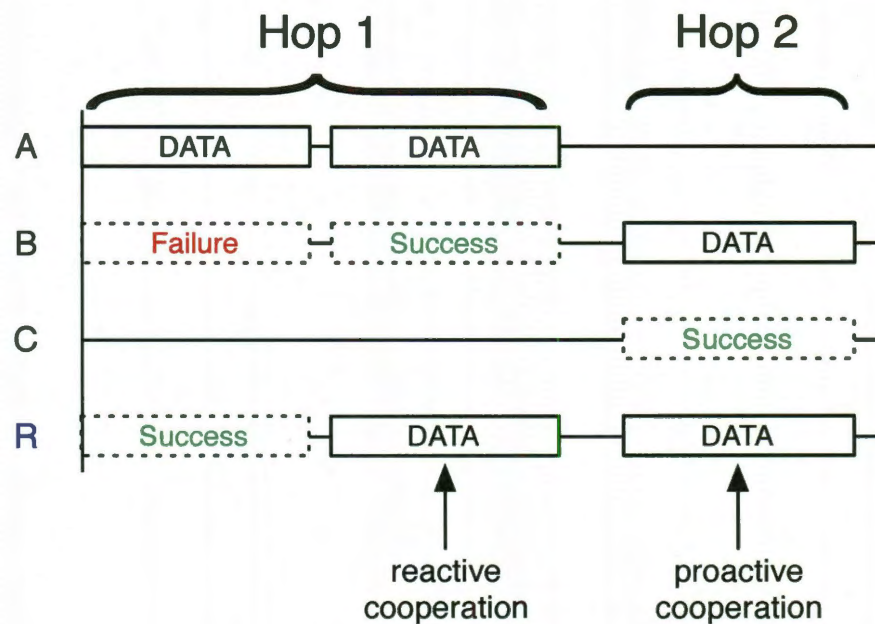 Hop 1 Hop 2
A DATA DATA
B Failure Success DATA
C Success
R Success DATA DATA
reactive proactive
cooperation cooperation